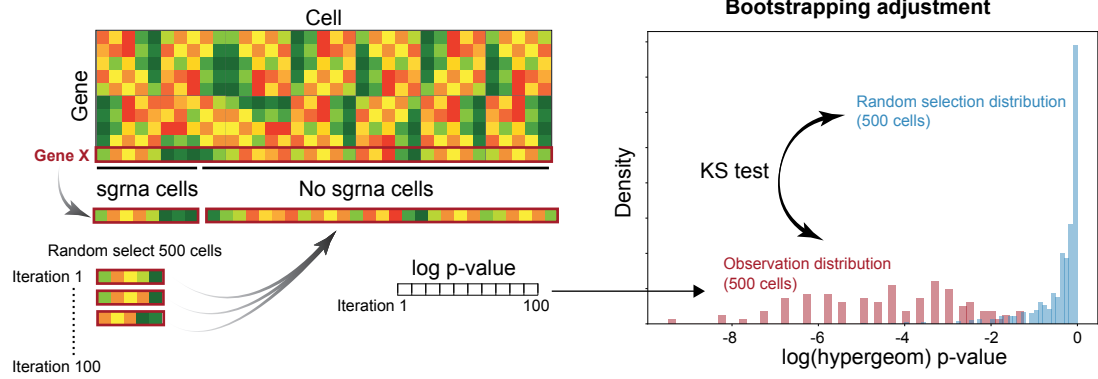 Cell
Gene
Gene X
sgrna cells
No sgrna cells
Random select 500 cells
Iteration 1
Iteration 100
log p-value
Iteration 1
100
Bootstrapping adjustment
Density
Random selection distribution
(500 cells)
KS test
Observation distribution
(500 cells)
-8
-6
-4
-2
0
log(hypergeom) p-value